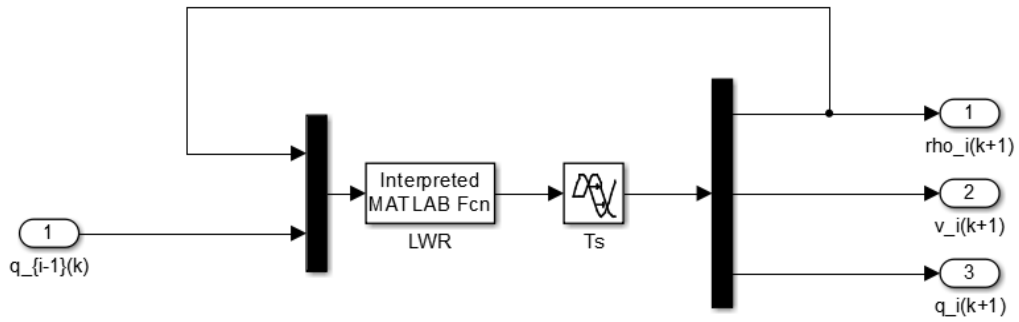 1
rho_i(k+1)
Interpreted
MATLAB Fcn
LWR
Ts
2
v_i(k+1)
1
q_{i-1}(k)
3
q_i(k+1)